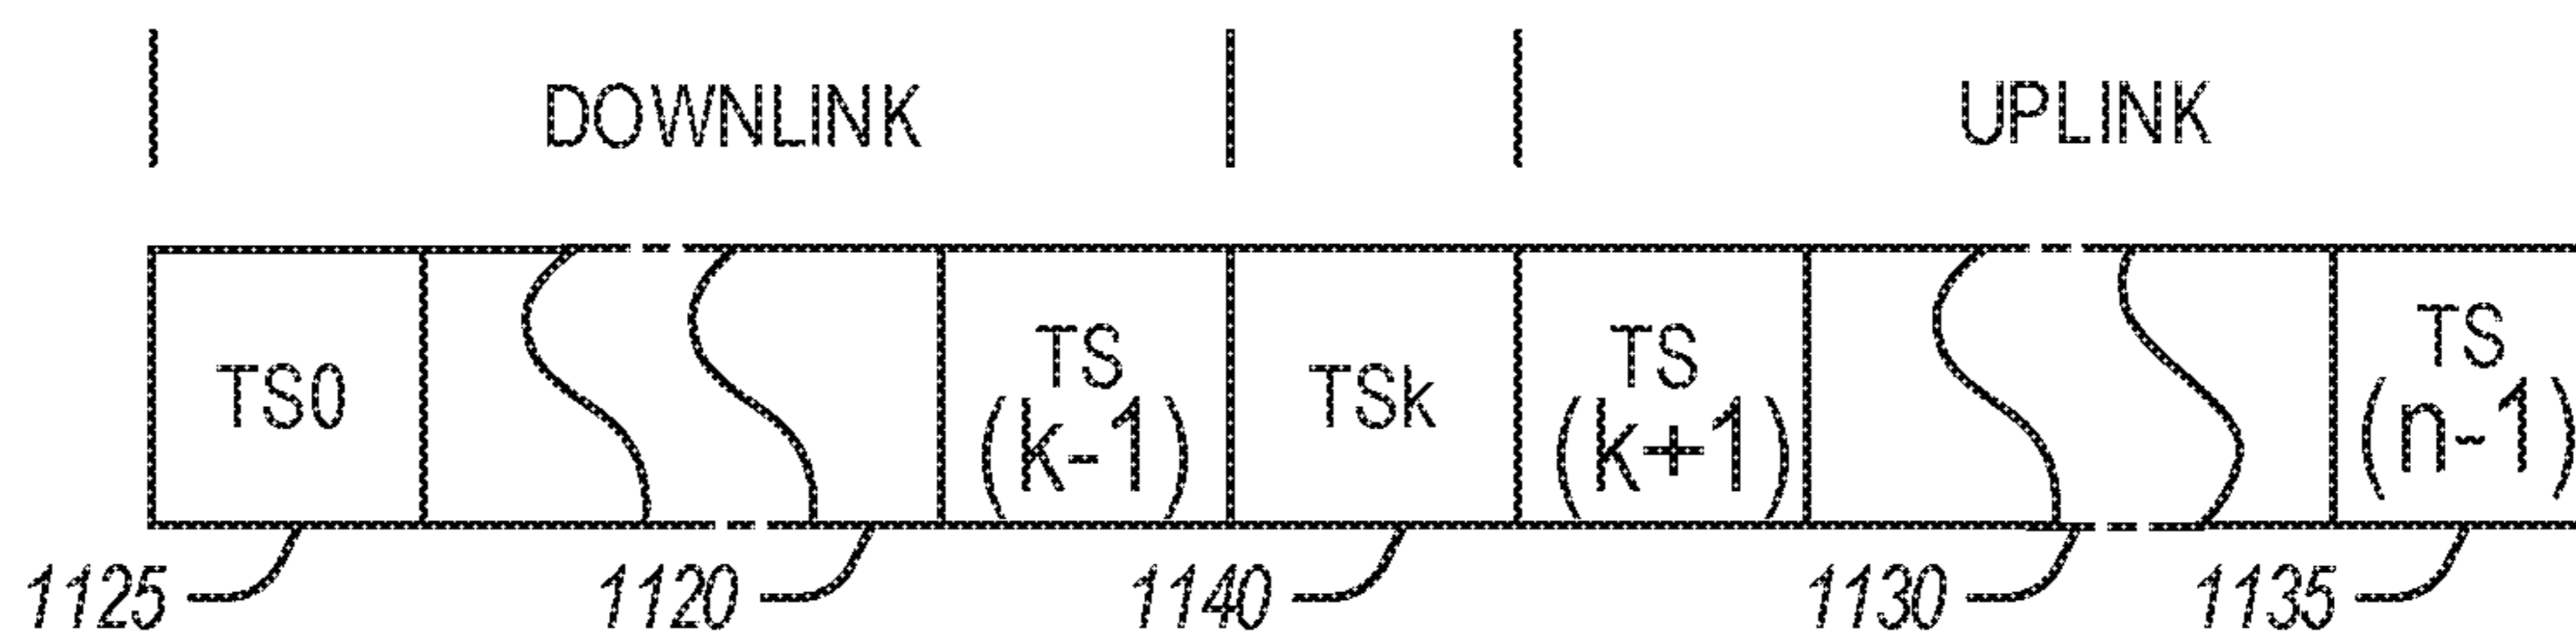 DOWNLINK UPLINK
TS0 TS (k-1) TSk TS (k+1) TS (n-1)
1125 1120 1140 1130 1135